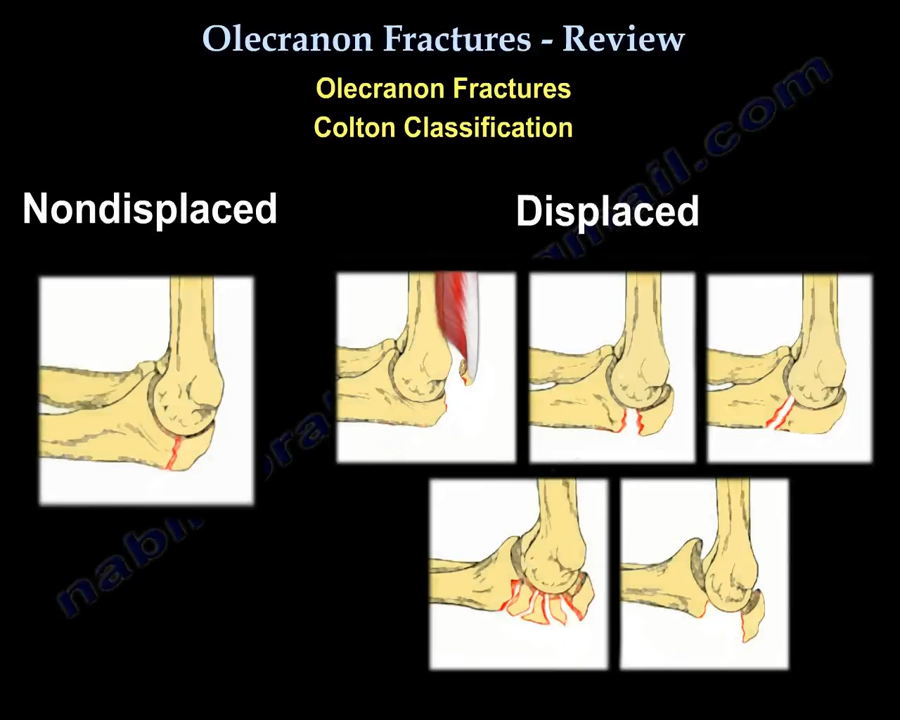 Olecranon Fractures - Review
Olecranon Fractures
Colton Classification
Nondisplaced
Displaced